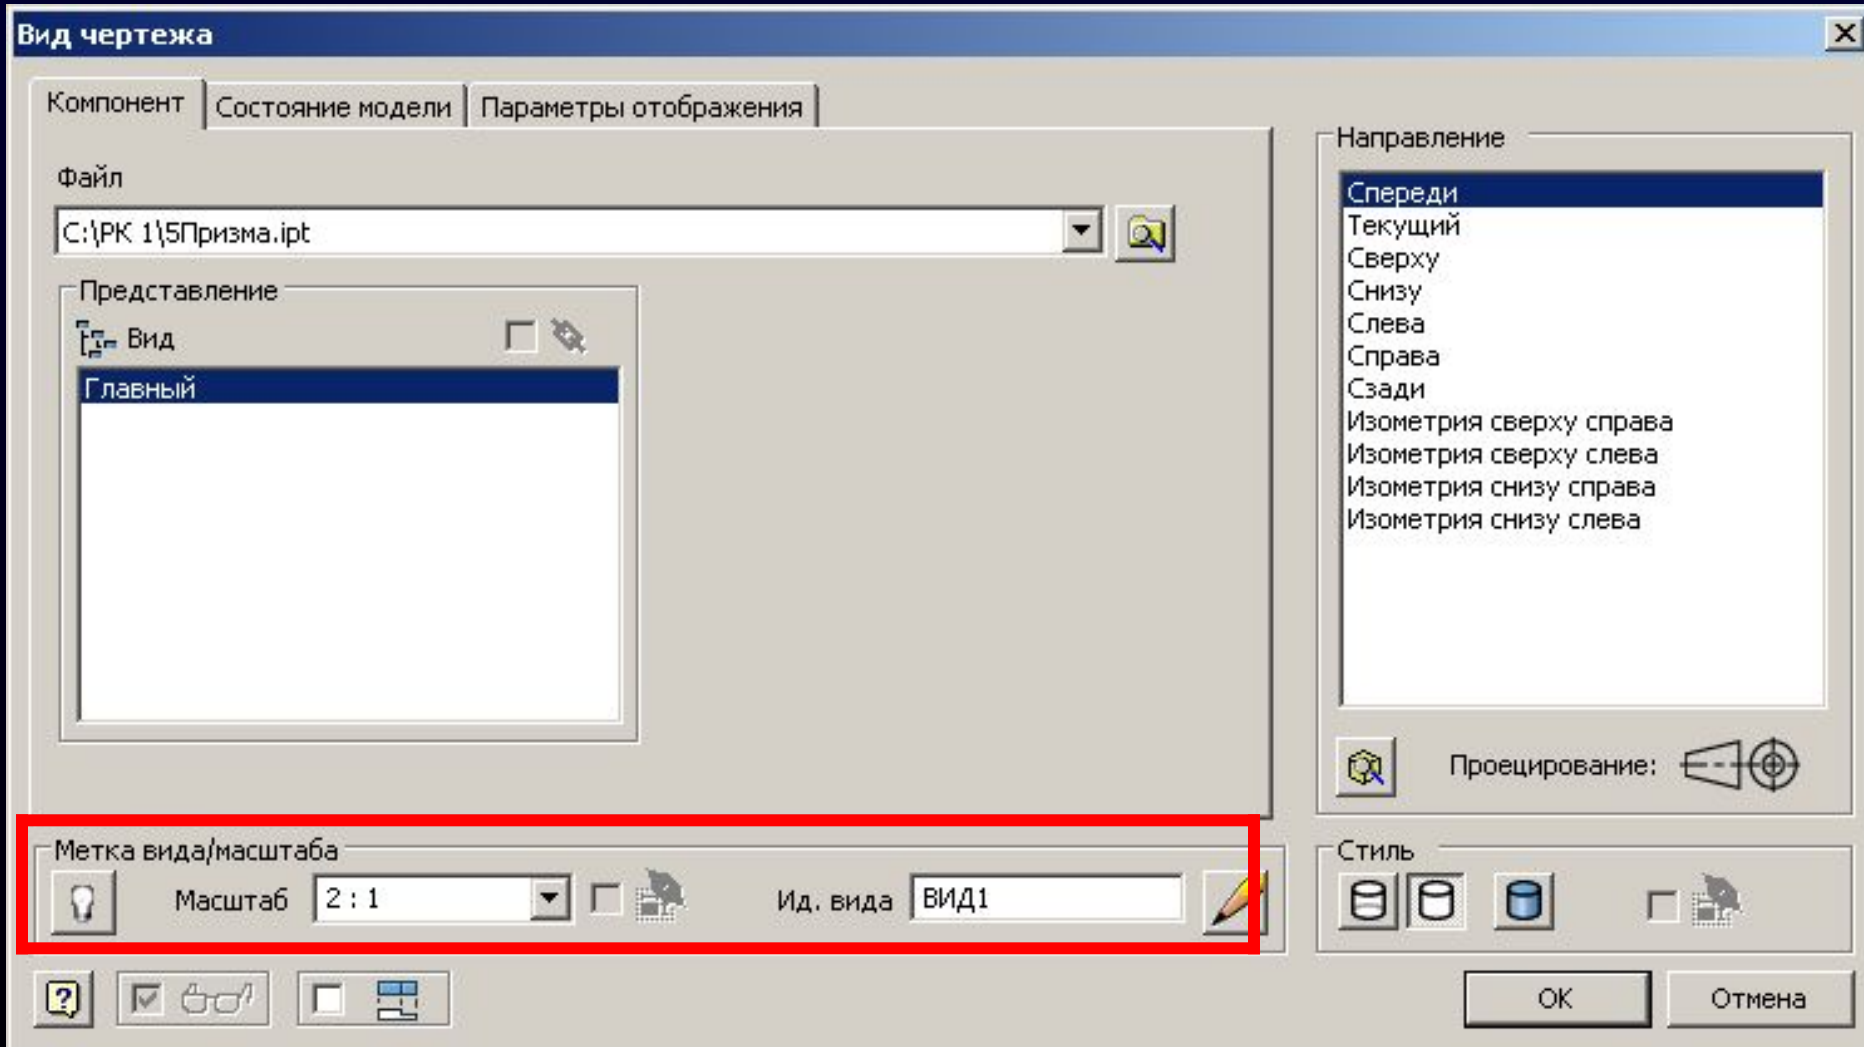 Вид чертежа
Компонент
Состояние модели
Параметры отображения
Файл
C:\РК 1\5Призма.ipt
Представление
Вид
Главный
Направление
Спереди
Текущий
Сверху
Снизу
Слева
Справа
Сзади
Изометрия сверху справа
Изометрия сверху слева
Изометрия снизу справа
Изометрия снизу слева
Проецирование:
Метка вида/масштаба
Масштаб
2 : 1
Ид. вида
ВИД1
Стиль
OK
Отмена